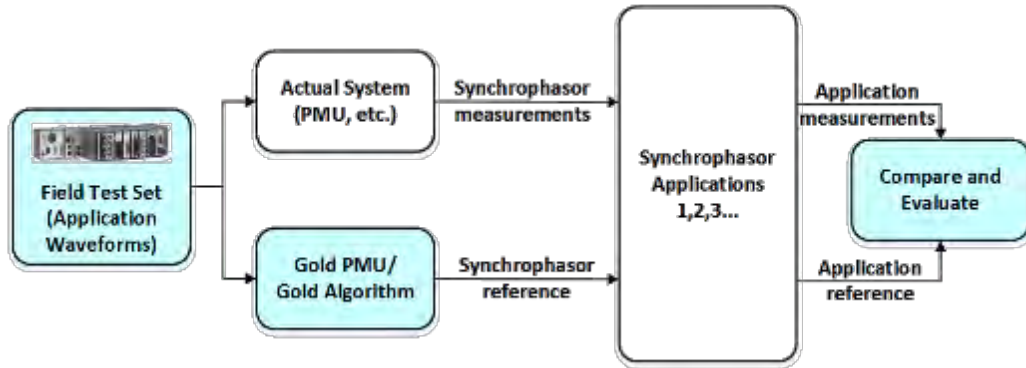 Field Test Set
(Application
Waveforms)
Actual System
(PMU, etc.)
Gold PMU/
Gold Algorithm
Synchrophasor
measurements
Synchrophasor
reference
Synchrophasor
Applications
1,2,3...
Application
measurements
Application
reference
Compare and
Evaluate